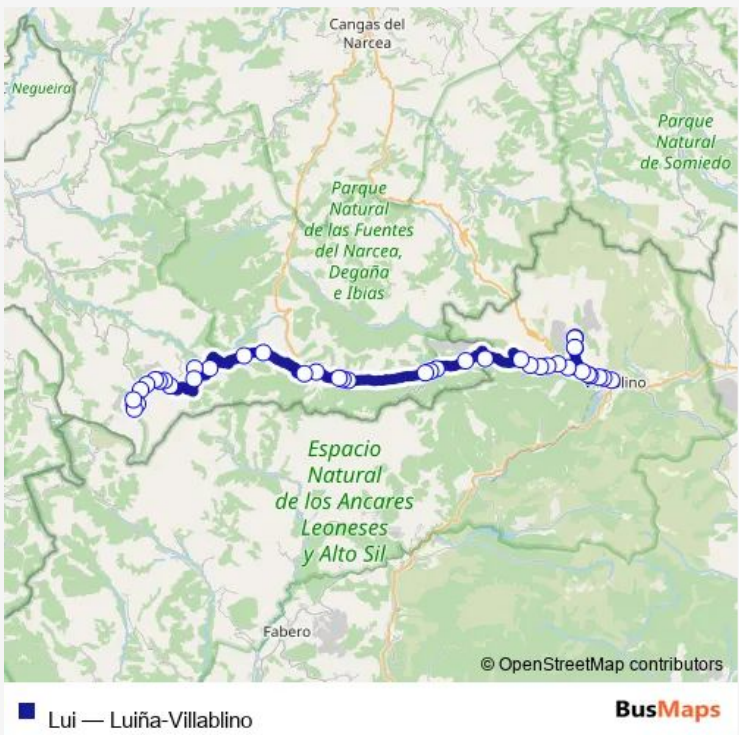 Cangas del
Narcea
Negueira
Parque
Natural
de Somiedo
Parque
Natural
de las Fuentes
del Narcea,
Degaña
e Ibias
lino
Espacio
Natural
de los Ancares
Leoneses
y Alto Sil
Fabero
© OpenStreetMap contributors
Lui — Luiña-Villablino
BusMaps